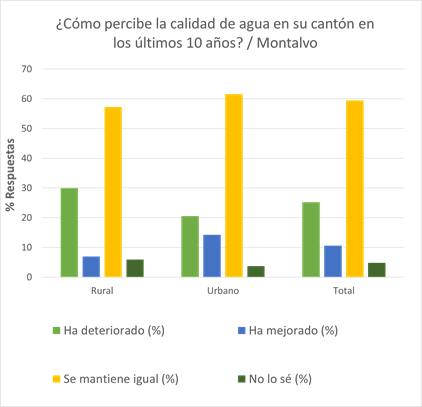 ¿Cómo percibe la calidad de agua en su cantón en
los últimos 10 años? / Montalvo
% Respuestas
70
60
50
40
30
20
10
0
Rural
Urbano
Total
Ha deteriorado (%)
Ha mejorado (%)
Se mantiene igual (%)
No lo sé (%)